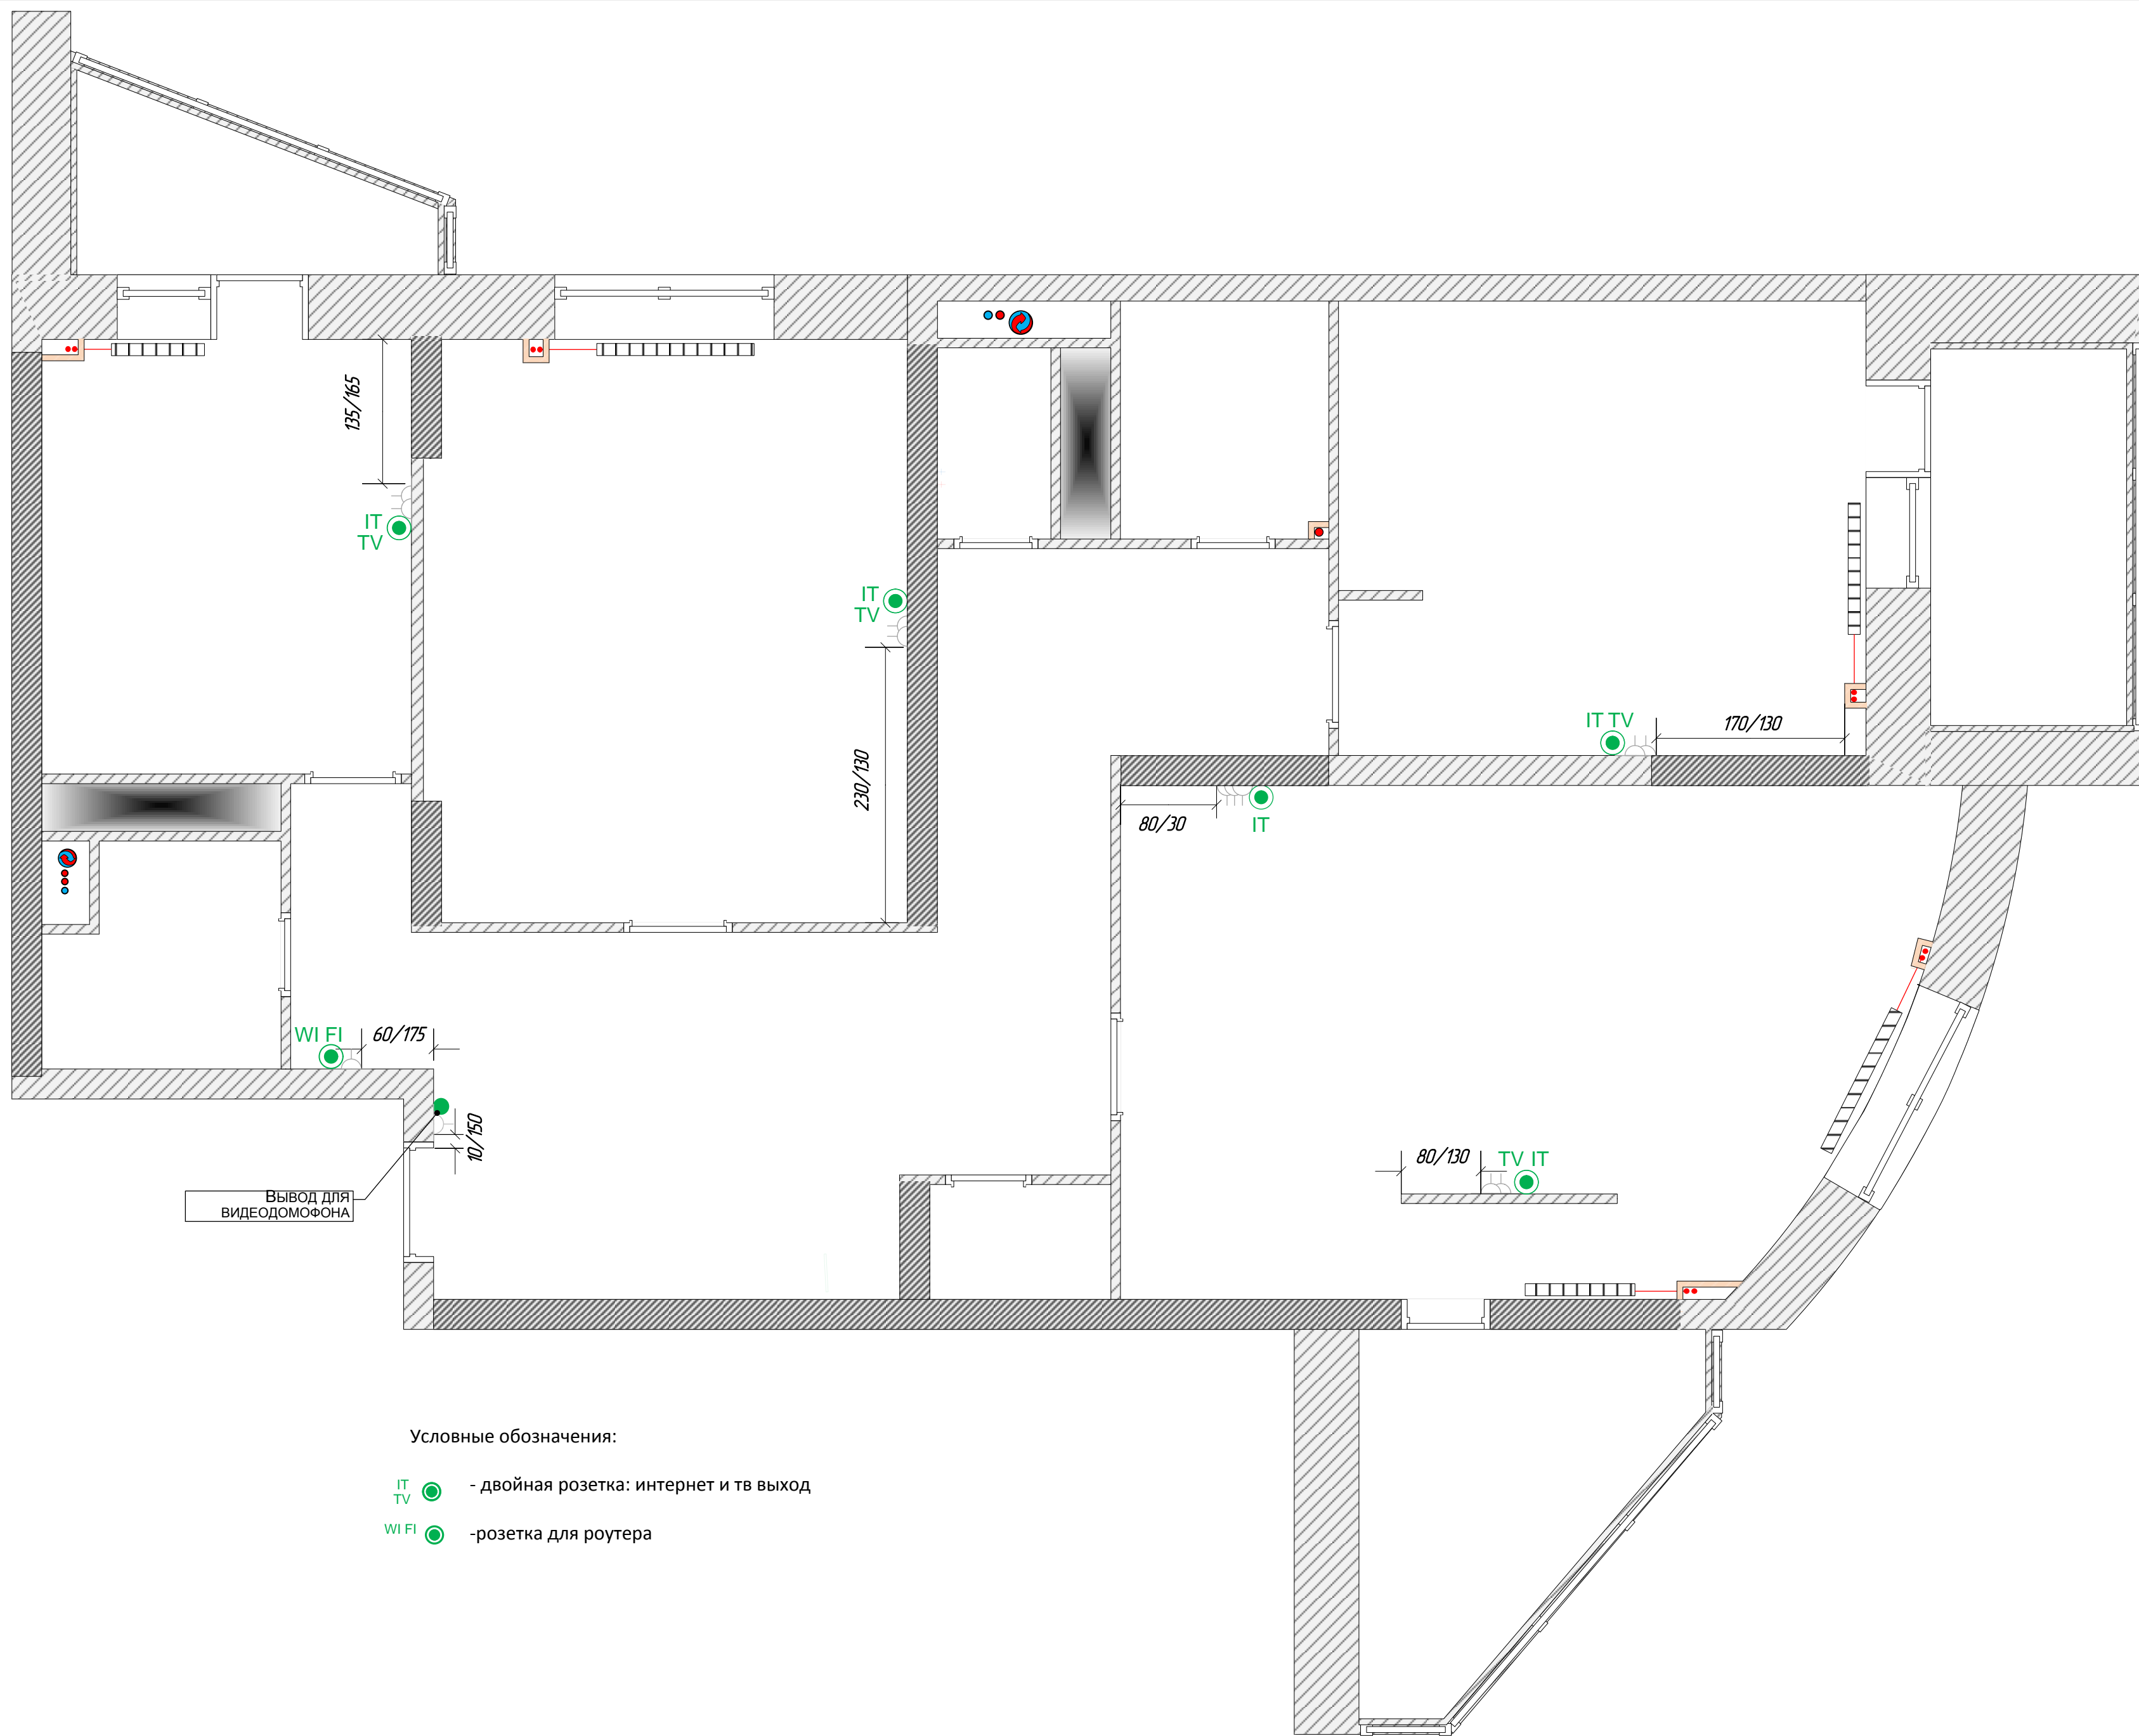 135/165
IT
TV
IT
TV
230/130
IT TV
170/130
80/30
IT
WI FI
60/175
10/150
80/130
TV IT
ВЫВОД ДЛЯ
ВИДЕОДОМОФОНА
Условные обозначения:
IT
TV
- двойная розетка: интернет и тв выход
WI FI
-розетка для роутера